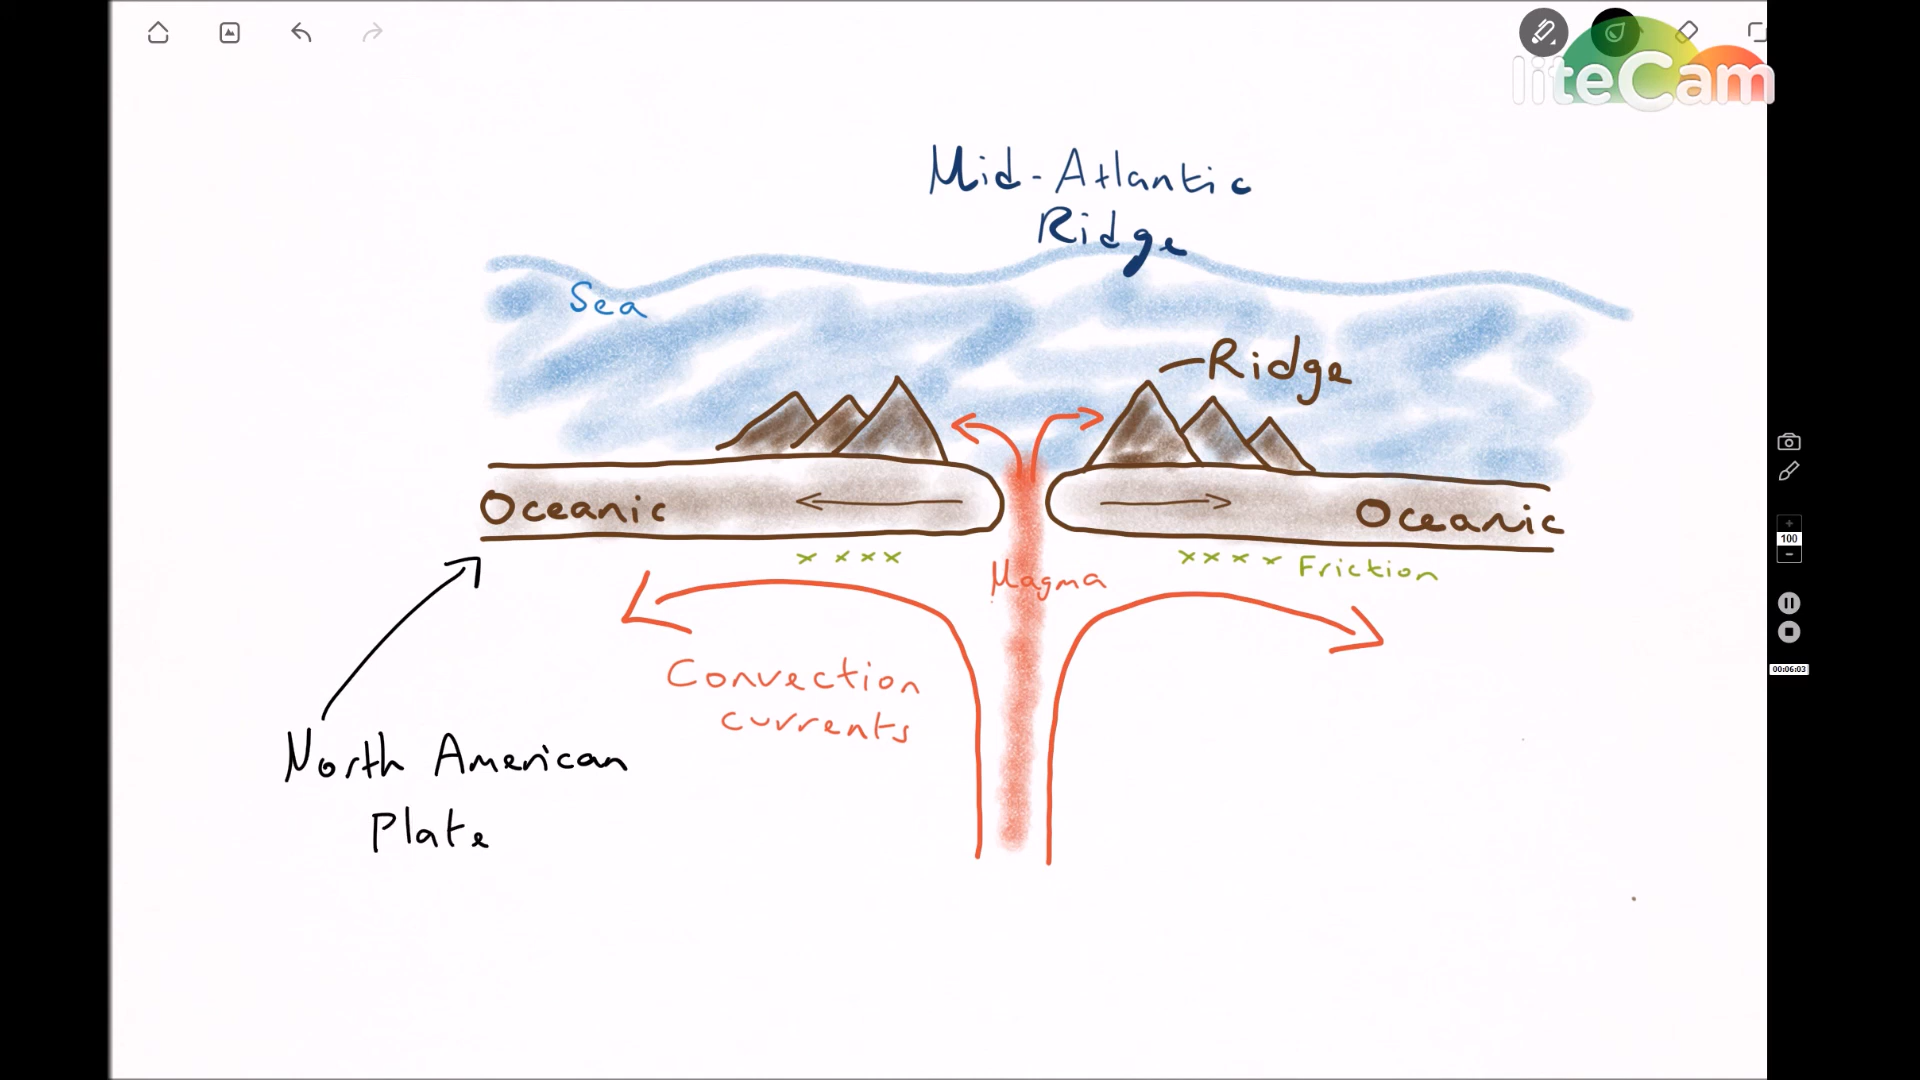 liteCam
Mid-Atlantic
Ridge
Sea
Ridge
Oceanic
Oceanic
Magma
Friction
Convection
currents
North American
Plate
100
00:06:03